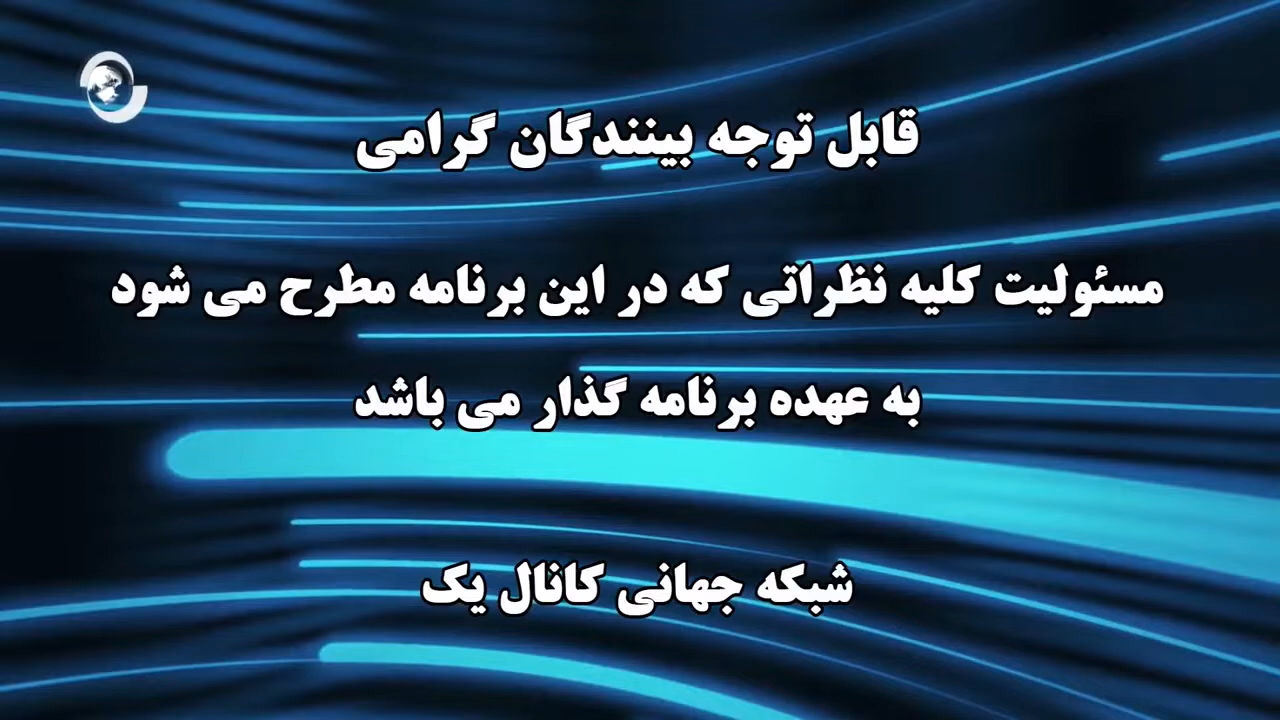 قابل توجه بینندگان گرامی
مسئولیت کلیه نظراتی که در این برنامه مطرح می شود
به عهده برنامه گذار می باشد
شبکه جهانی کانال یک